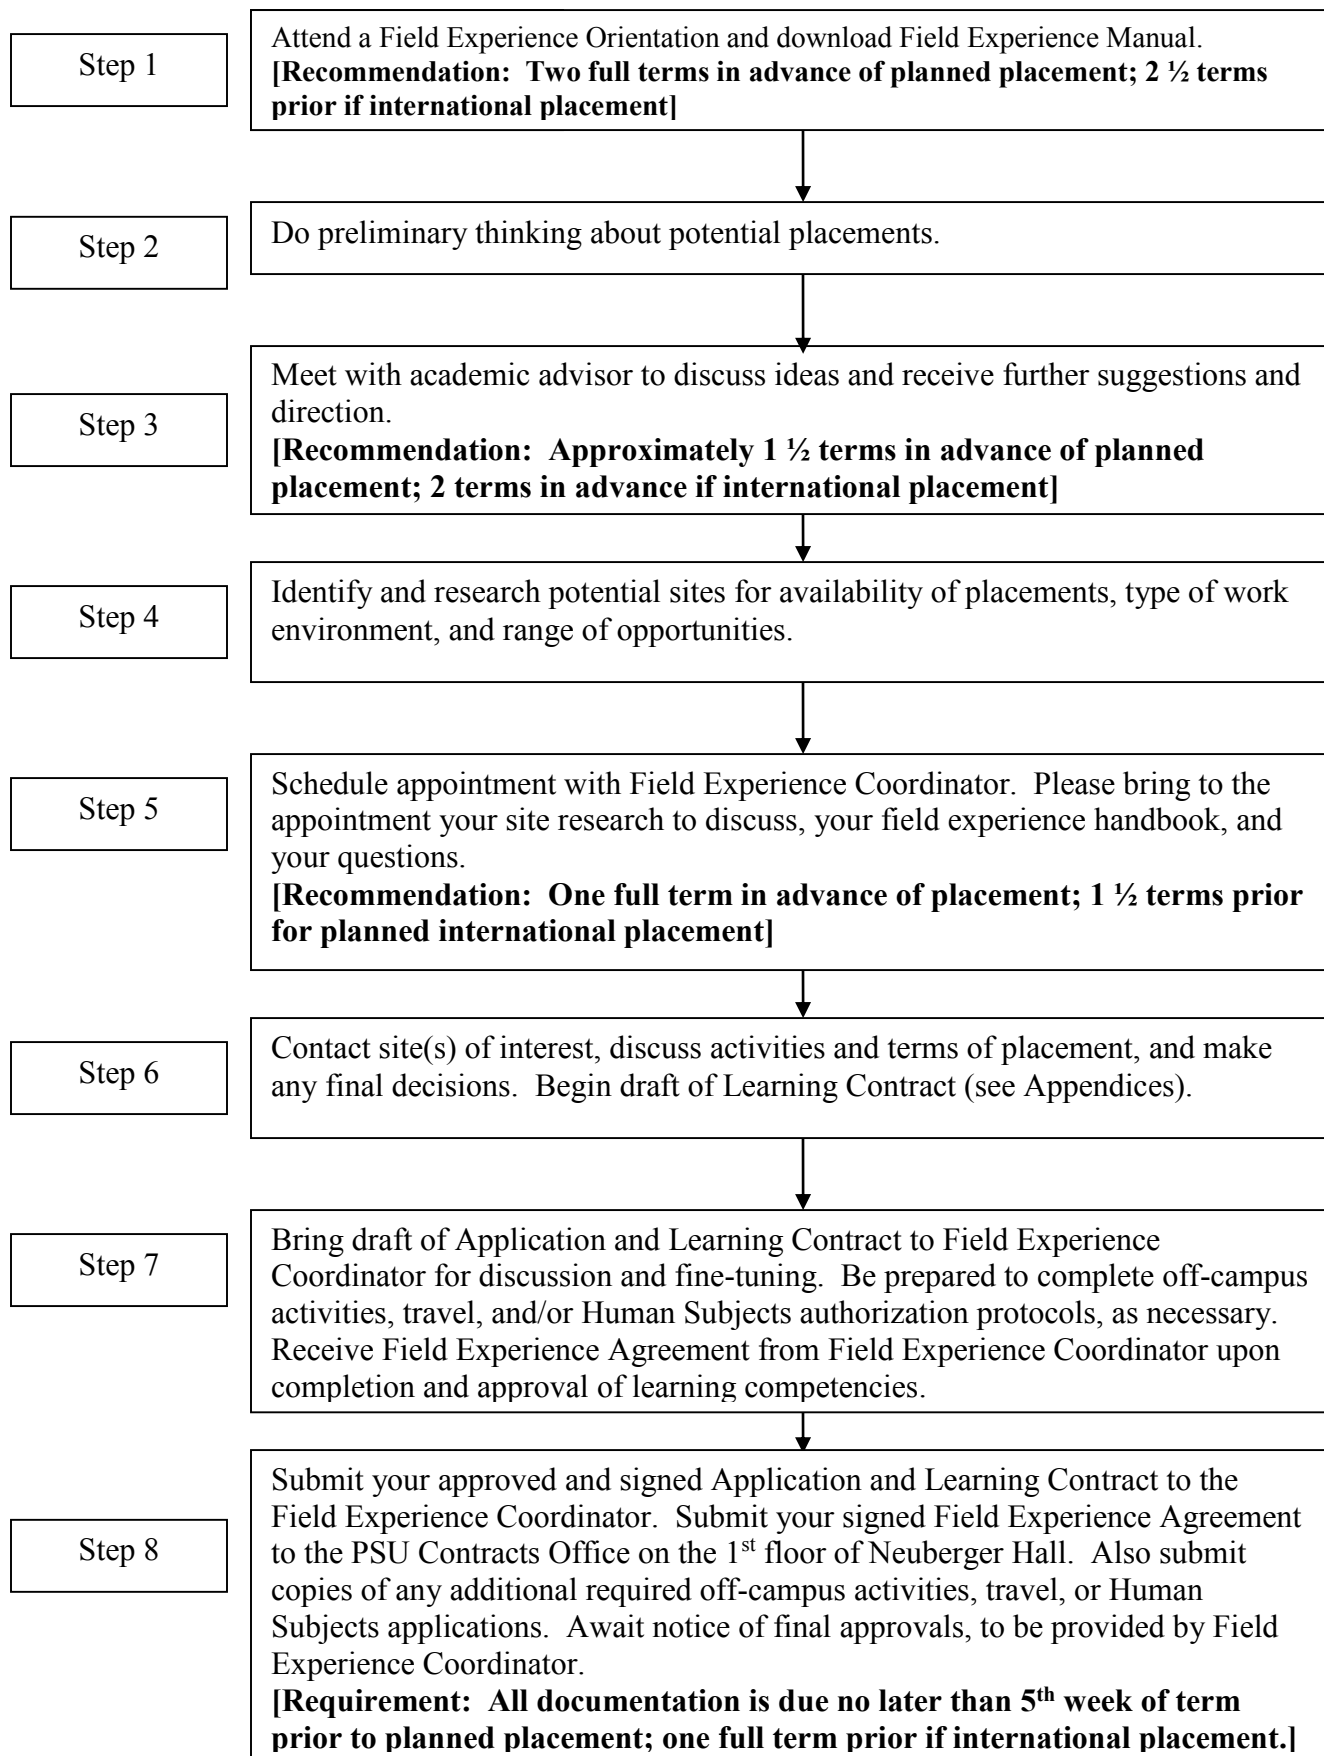 Step 1
Attend a Field Experience Orientation and download Field Experience Manual.
[Recommendation:  Two full terms in advance of planned placement; 2 ½ terms
prior if international placement]
Step 2
Do preliminary thinking about potential placements.
Step 3
Meet with academic advisor to discuss ideas and receive further suggestions and
direction.
[Recommendation:  Approximately 1 ½ terms in advance of planned
placement; 2 terms in advance if international placement]
Step 4
Identify and research potential sites for availability of placements, type of work
environment, and range of opportunities.
Step 5
Schedule appointment with Field Experience Coordinator.  Please bring to the
appointment your site research to discuss, your field experience handbook, and
your questions.
[Recommendation:  One full term in advance of placement; 1 ½ terms prior
for planned international placement]
Step 6
Contact site(s) of interest, discuss activities and terms of placement, and make
any final decisions.  Begin draft of Learning Contract (see Appendices).
Step 7
Bring draft of Application and Learning Contract to Field Experience
Coordinator for discussion and fine-tuning.  Be prepared to complete off-campus
activities, travel, and/or Human Subjects authorization protocols, as necessary.
Receive Field Experience Agreement from Field Experience Coordinator upon
completion and approval of learning competencies.
Step 8
Submit your approved and signed Application and Learning Contract to the
Field Experience Coordinator.  Submit your signed Field Experience Agreement
to the PSU Contracts Office on the 1st floor of Neuberger Hall.  Also submit
copies of any additional required off-campus activities, travel, or Human
Subjects applications.  Await notice of final approvals, to be provided by Field
Experience Coordinator.
[Requirement:  All documentation is due no later than 5th week of term
prior to planned placement; one full term prior if international placement.]